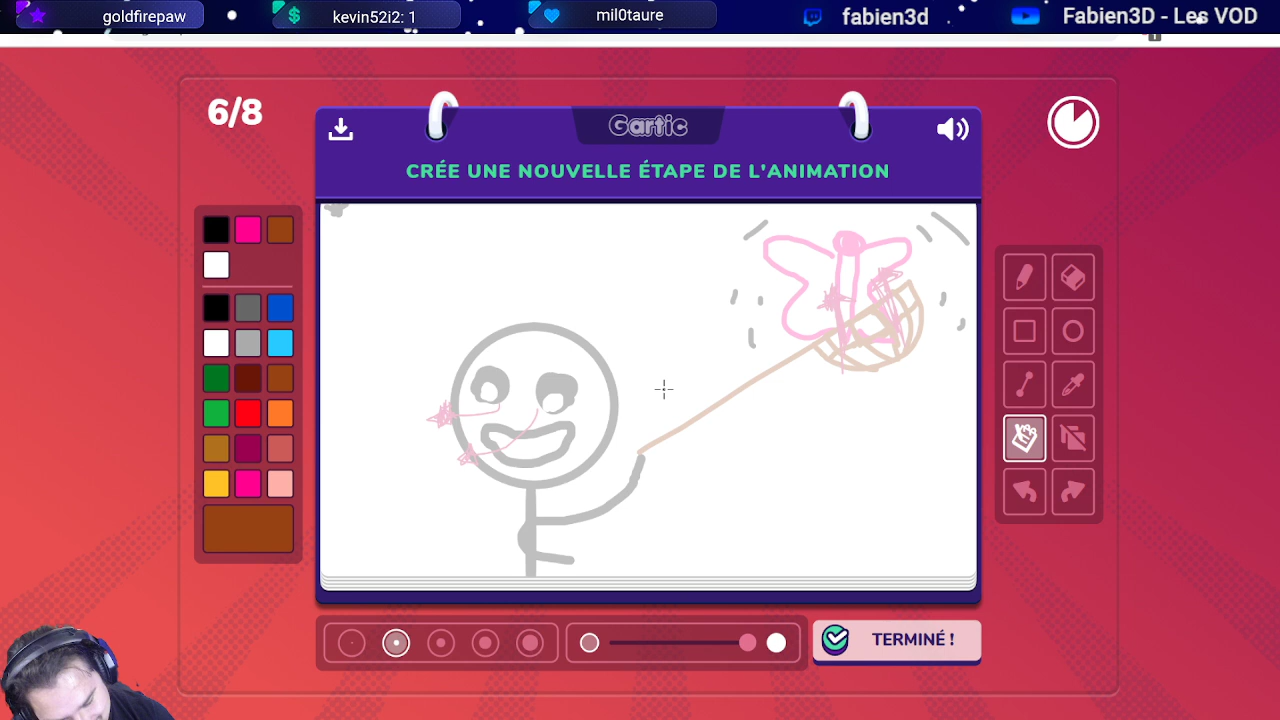 goldfirepaw
kevin52i2: 1
mil0taure
fabien3d
Fabien3D - Les VOD
6/8
Gartic
CRÉE UNE NOUVELLE ÉTAPE DE L'ANIMATION
TERMINÉ !